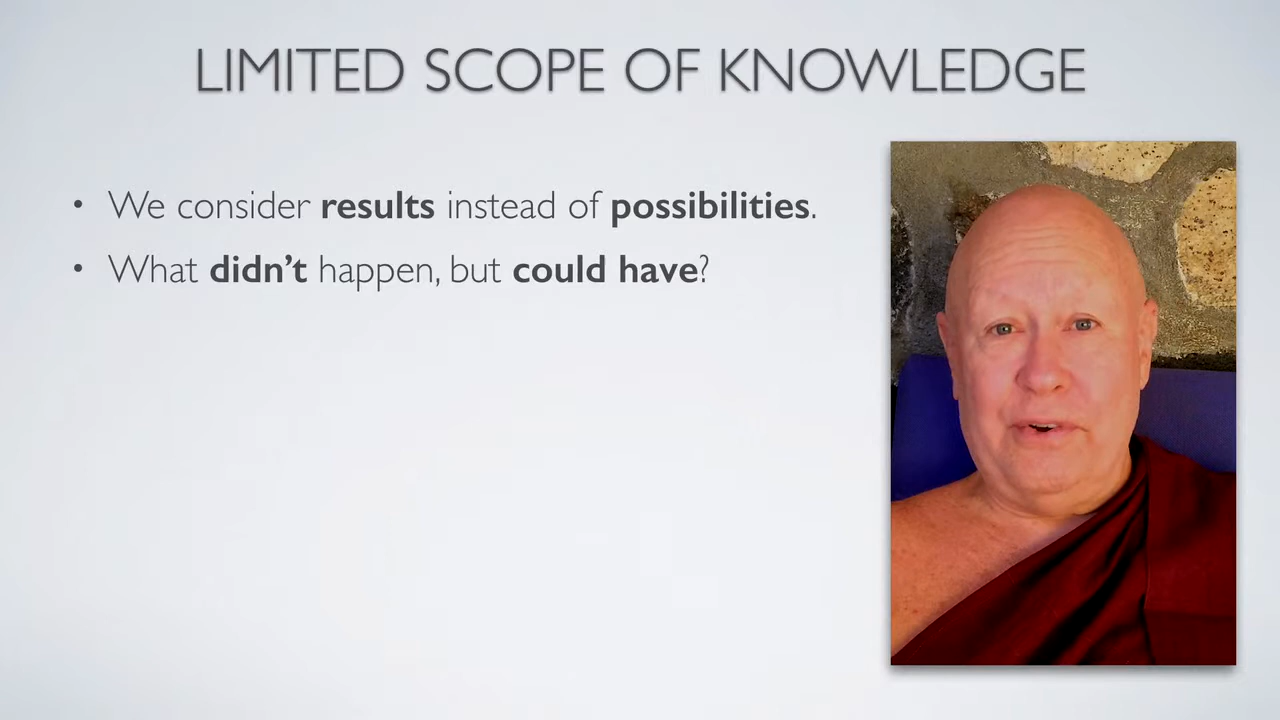 LIMITED SCOPE OF KNOWLEDGE
• We consider results instead of possibilities.
• What didn’t happen, but could have?